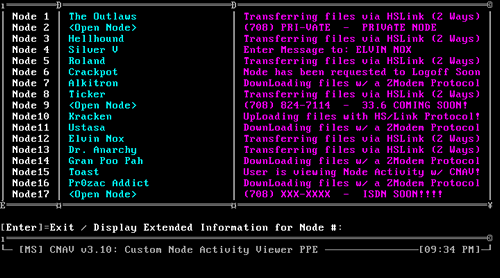 Node 1 The Outlaws Transferring files via HSLink (2 Ways)
Node 2 <Open Node> (708) PRI-VATE - PRIVATE NODE
Node 3 Hellhound Transferring files via HSLink (2 Ways)
Node 4 Silver V Enter Message to: ELVIN NOX
Node 5 Roland Transferring files via HSLink (2 Ways)
Node 6 Crackpot Node has been requested to Logoff Soon
Node 7 Alkitron DownLoading files w/ a ZModem Protocol
Node 8 Ticker Transferring files via HSLink (2 Ways)
Node 9 <Open Node> (708) 824-7114 - 33.6 COMING SOON!
Node10 Kracken UpLoading files with HS/Link Protocol!
Node11 Ustasa DownLoading files w/ a ZModem Protocol
Node12 Elvin Nox Transferring files via HSLink (2 Ways)
Node13 Dr. Anarchy Transferring files via HSLink (2 Ways)
Node14 Gran Poo Pah DownLoading files w/ a ZModem Protocol
Node15 Toast User is viewing Node Activity w/ CNAV!
Node16 Pr0zac Addict DownLoading files w/ a ZModem Protocol
Node17 <Open Node> (708) XXX-XXXX - ISDN SOON!!!!
[Enter]=Exit / Display Extended Information for Node #:
[MS] CNAV v3.10: Custom Node Activity Viewer PPE [09:34 PM]